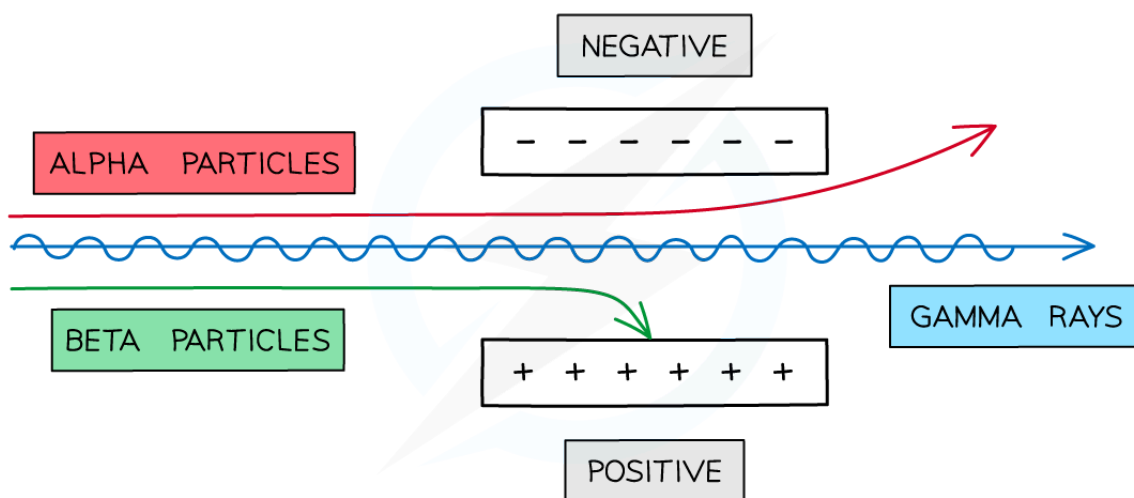 NEGATIVE
- - - - - -
ALPHA PARTICLES
BETA PARTICLES
GAMMA RAYS
+ + + + + +
POSITIVE